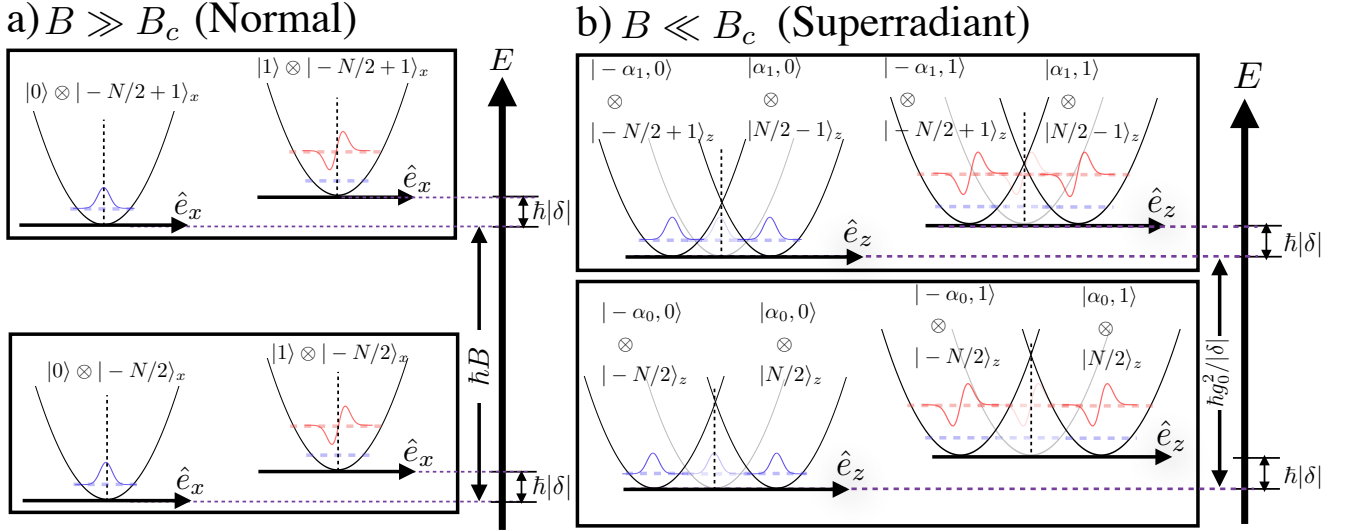 a) B ≫ B_c (Normal)
|0⟩ ⊗ | − N/2 + 1⟩_x
|1⟩ ⊗ | − N/2 + 1⟩_x
ê_x
ê_x
E
ℏ|δ|
ℏB
|0⟩ ⊗ | − N/2⟩_x
|1⟩ ⊗ | − N/2⟩_x
ê_x
ê_x
ℏ|δ|
b) B ≪ B_c (Superradiant)
| − α_1, 0⟩
⊗
| − N/2 + 1⟩_z
|α_1, 0⟩
⊗
|N/2 − 1⟩_z
ê_z
| − α_1, 1⟩
⊗
| − N/2 + 1⟩_z
|α_1, 1⟩
⊗
|N/2 − 1⟩_z
ê_z
E
ℏ|δ|
ℏg_0^2/|δ|
| − α_0, 0⟩
⊗
| − N/2⟩_z
|α_0, 0⟩
⊗
|N/2⟩_z
ê_z
| − α_0, 1⟩
⊗
| − N/2⟩_z
|α_0, 1⟩
⊗
|N/2⟩_z
ê_z
ℏ|δ|